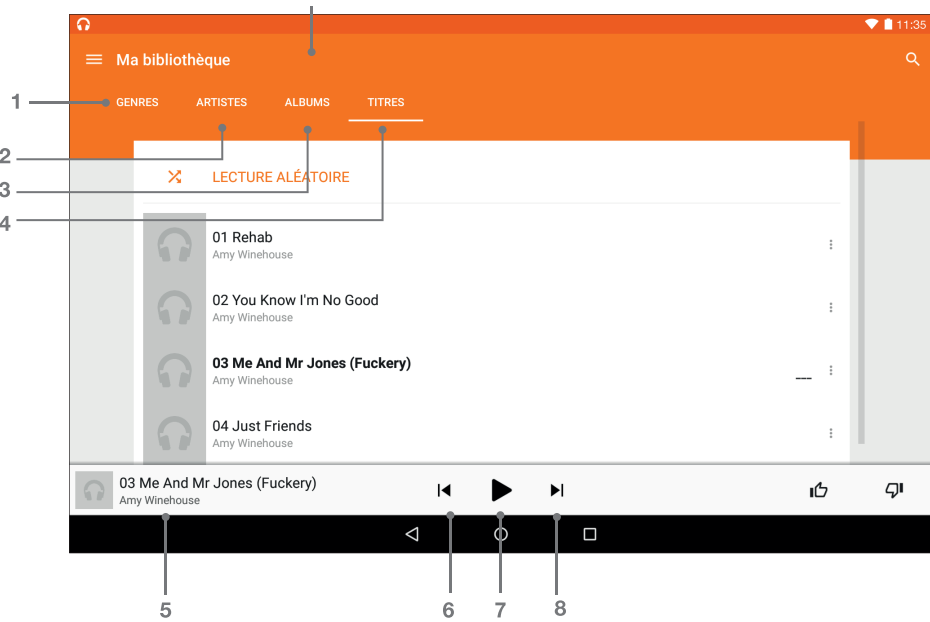 11:35
Ma bibliothèque
1
GENRES ARTISTES ALBUMS TITRES
2
LECTURE ALÉATOIRE
3
4
01 Rehab
Amy Winehouse
02 You Know I'm No Good
Amy Winehouse
03 Me And Mr Jones (Fuckery)
Amy Winehouse
04 Just Friends
Amy Winehouse
03 Me And Mr Jones (Fuckery)
Amy Winehouse
5 6 7 8